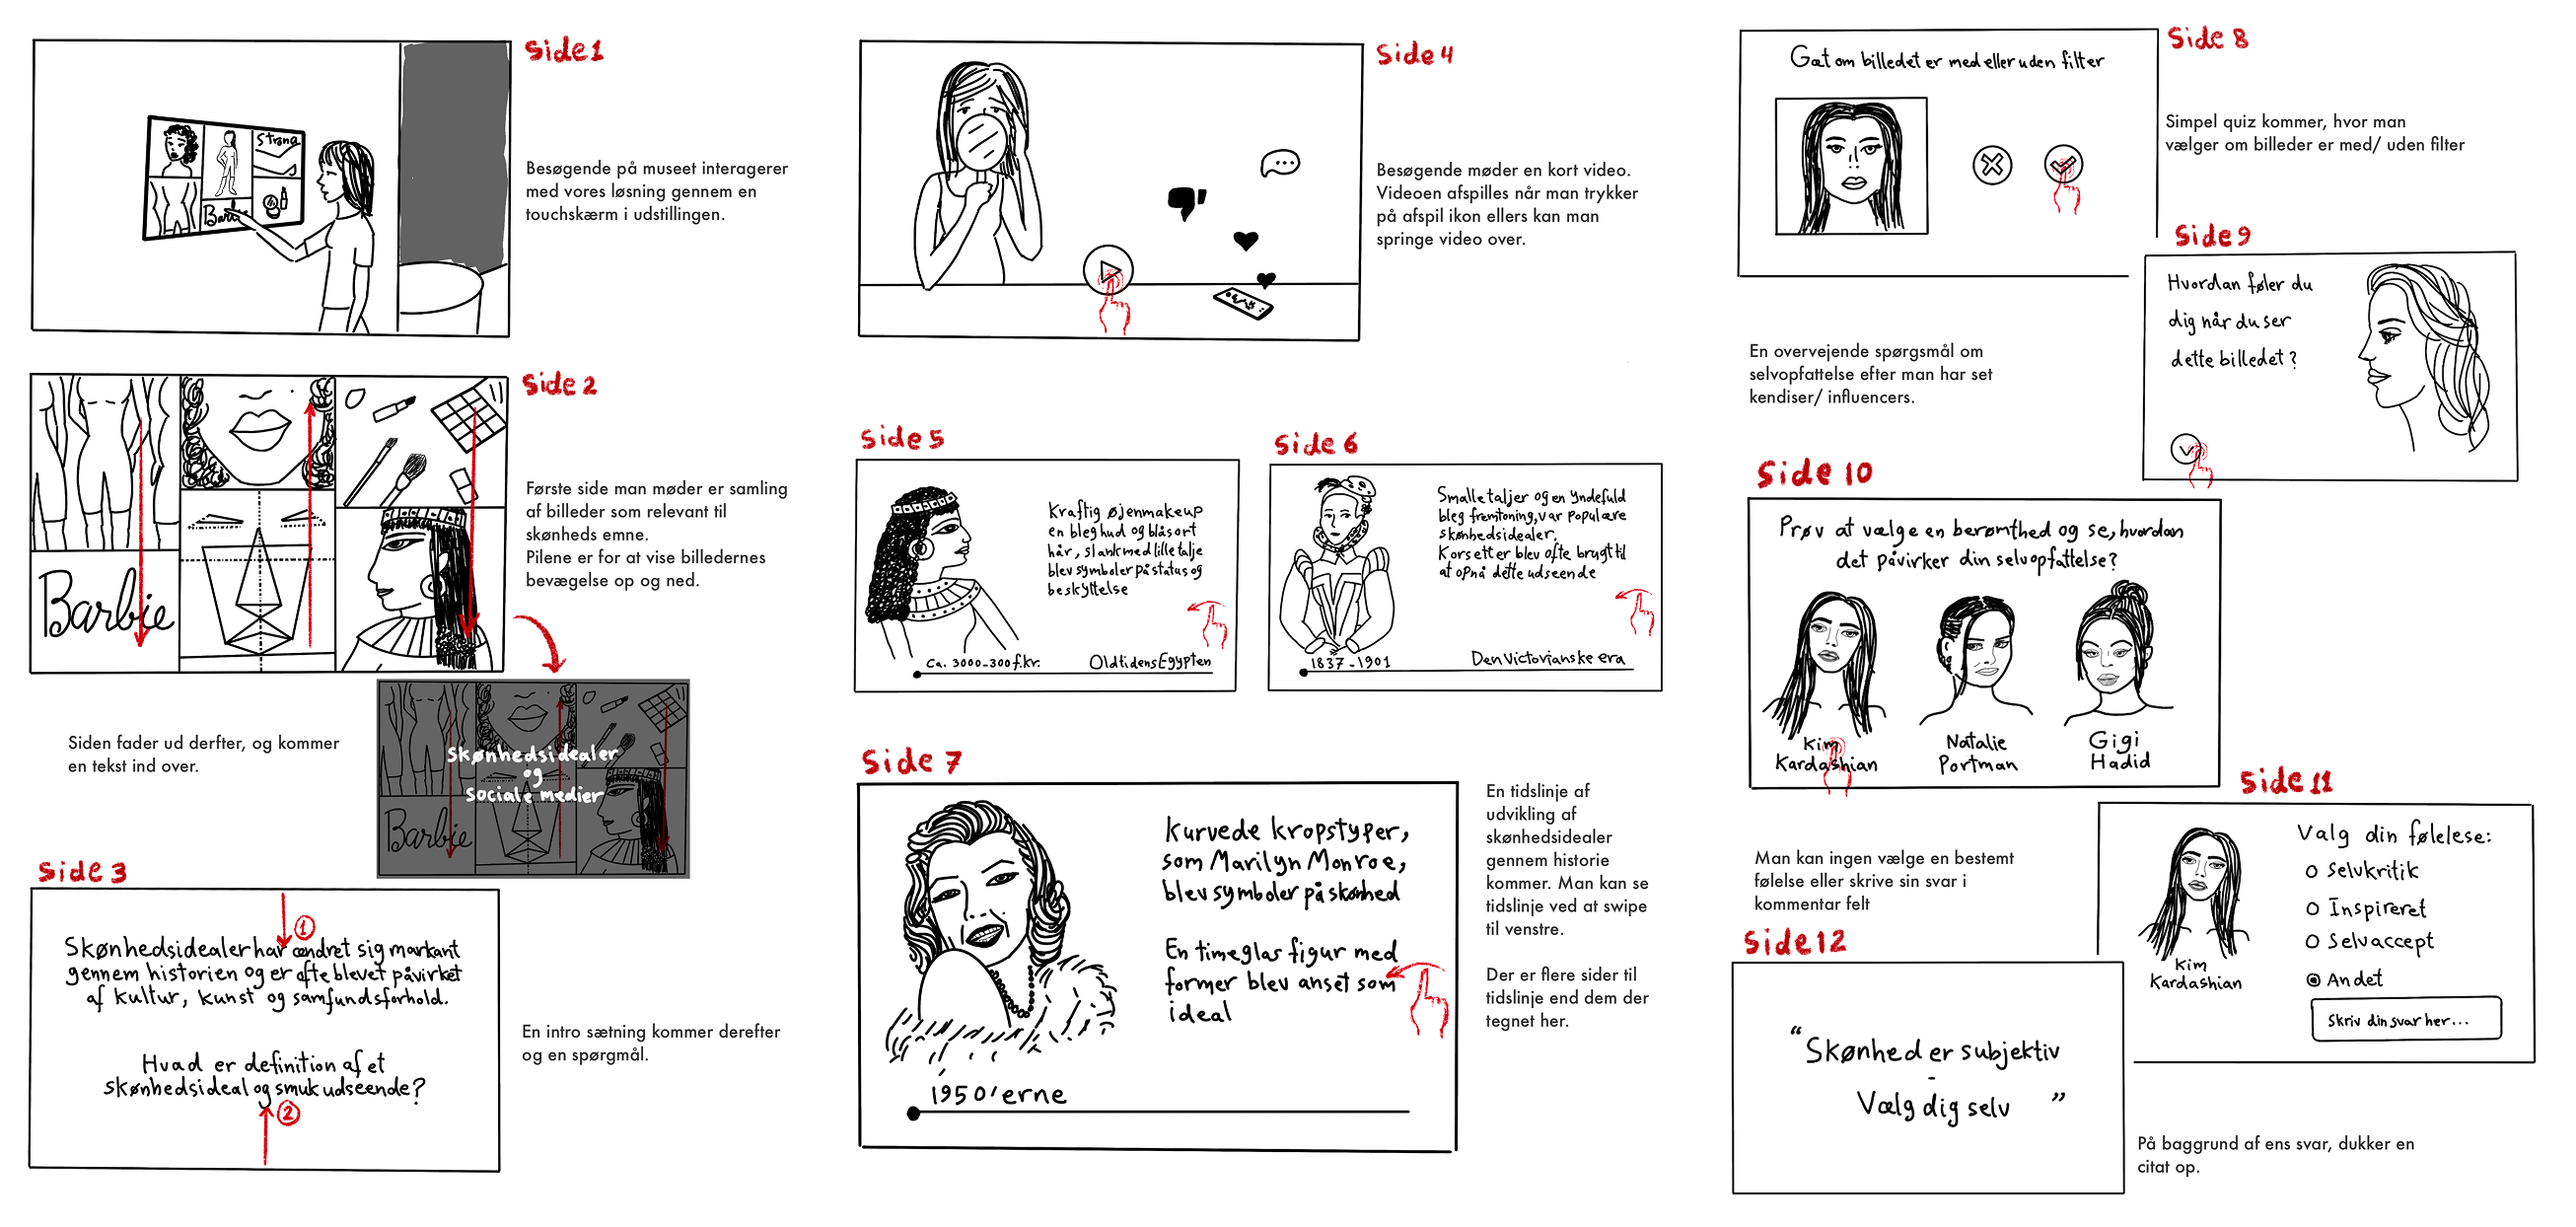 Side 1
Strong
Barbi
Besøgende på museet interagerer
med vores løsning gennem en
touchskærm i udstillingen.
Side 2
Barbie
Første side man møder er samling
af billeder som relevant til
skønheds emne.
Pilene er for at vise billedernes
bevægelse op og ned.
Siden fader ud derfter, og kommer
en tekst ind over.
Skønhedsidealer
og
Sociale medier
Barbie
Side 3
1
Skønhedsidealer har ændret sig markant
gennem historien og er ofte blevet påvirket
af kultur, kunst og samfundsforhold.
Hvad er definition af et
skønhedsideal og smuk udseende?
2
En intro sætning kommer derefter
og en spørgmål.
Side 4
Besøgende møder en kort video.
Videoen afspilles når man trykker
på afspil ikon ellers kan man
springe video over.
Side 5
Kraftig øjenmakeup
en bleg hud og blåsort
hår, slank med lille talje
blev symboler på status og
beskyttelse
Ca. 3000-300 f.kr.
Oldtidens Egypten
Side 6
Smalle taljer og en yndefuld
bleg fremtoning, var populære
skønhedsidealer.
Korsetter blev ofte brugt til
at opnå dette udseende
1837-1901
Den Victorianske era
Side 7
Kurvede kropstyper,
som Marilyn Monroe,
blev symboler på skønhed
En timeglas figur med
former blev anset som
ideal
1950'erne
En tidslinje af
udvikling af
skønhedsidealer
gennem historie
kommer. Man kan se
tidslinje ved at swipe
til venstre.
Der er flere sider til
tidslinje end dem der
tegnet her.
Side 8
Gæt om billedet er med eller uden filter
Simpel quiz kommer, hvor man
vælger om billeder er med/ uden filter
Side 9
Hvordan føler du
dig når du ser
dette billedet?
En overvejende spørgsmål om
selvopfattelse efter man har set
kendiser/ influencers.
Side 10
Prøv at vælge en berømthed og se, hvordan
det påvirker din selvopfattelse?
Kim
Kardashian
Natalie
Portman
Gigi
Hadid
Side 11
Valg din følelese:
Selvkritik
Inspireret
Selvaccept
Andet
Skriv din svar her...
Kim
Kardashian
Man kan ingen vælge en bestemt
følelse eller skrive sin svar i
kommentar felt
Side 12
"Skønhed er subjektiv
-
Vælg dig selv"
På baggrund af ens svar, dukker en
citat op.